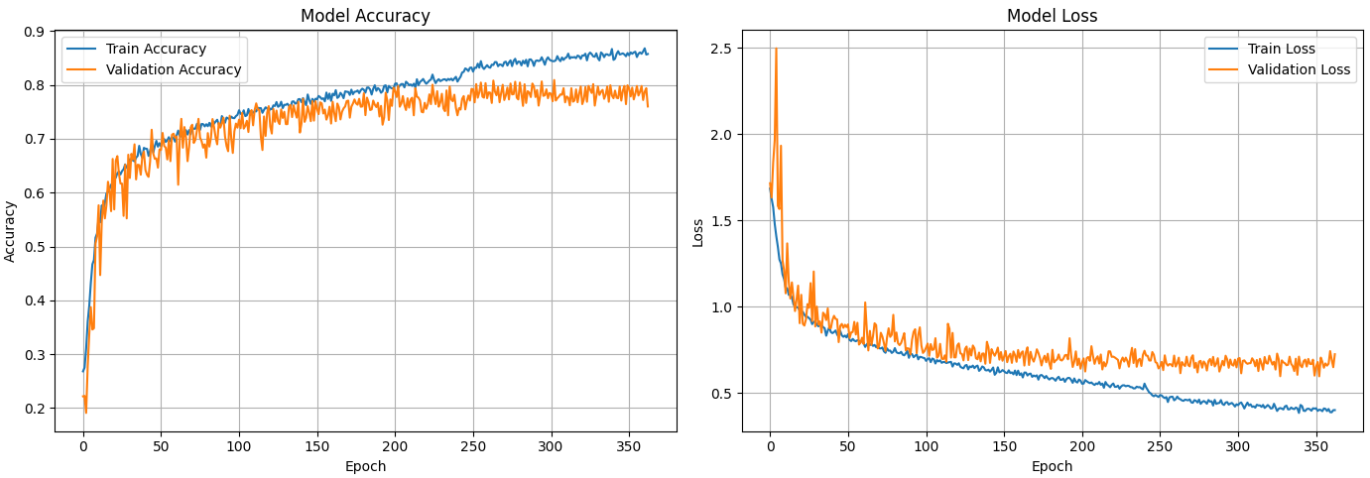 Model Accuracy
Train Accuracy
Validation Accuracy
0.9
0.8
0.7
0.6
0.5
0.4
0.3
0.2
Accuracy
0 50 100 150 200 250 300 350
Epoch
Model Loss
Train Loss
Validation Loss
2.5
2.0
1.5
1.0
0.5
Loss
0 50 100 150 200 250 300 350
Epoch